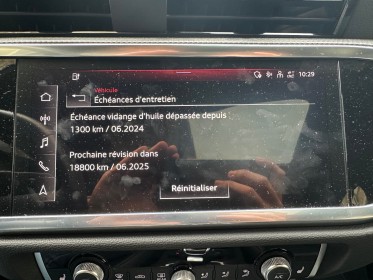 10:29
Véhicule
Échéances d'entretien
Échéance vidange d'huile dépassée depuis :
1300 km / 06.2024
Prochaine révision dans
18800 km / 06.2025
Réinitialiser
A/C